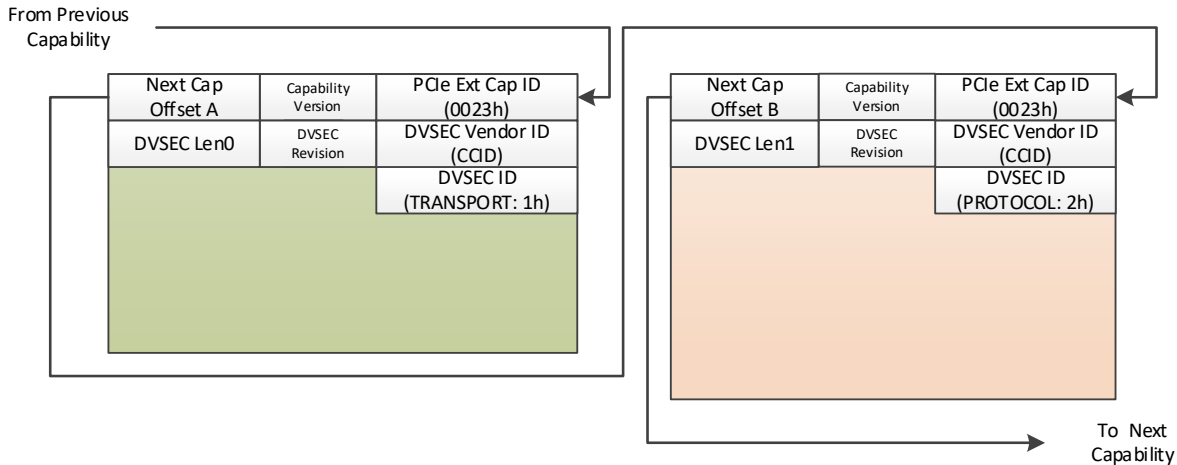 From Previous
Capability
Next Cap
Offset A
Capability
Version
PCIe Ext Cap ID
(0023h)
DVSEC Len0
DVSEC
Revision
DVSEC Vendor ID
(CCID)
DVSEC ID
(TRANSPORT: 1h)
Next Cap
Offset B
Capability
Version
PCIe Ext Cap ID
(0023h)
DVSEC Len1
DVSEC
Revision
DVSEC Vendor ID
(CCID)
DVSEC ID
(PROTOCOL: 2h)
To Next
Capability